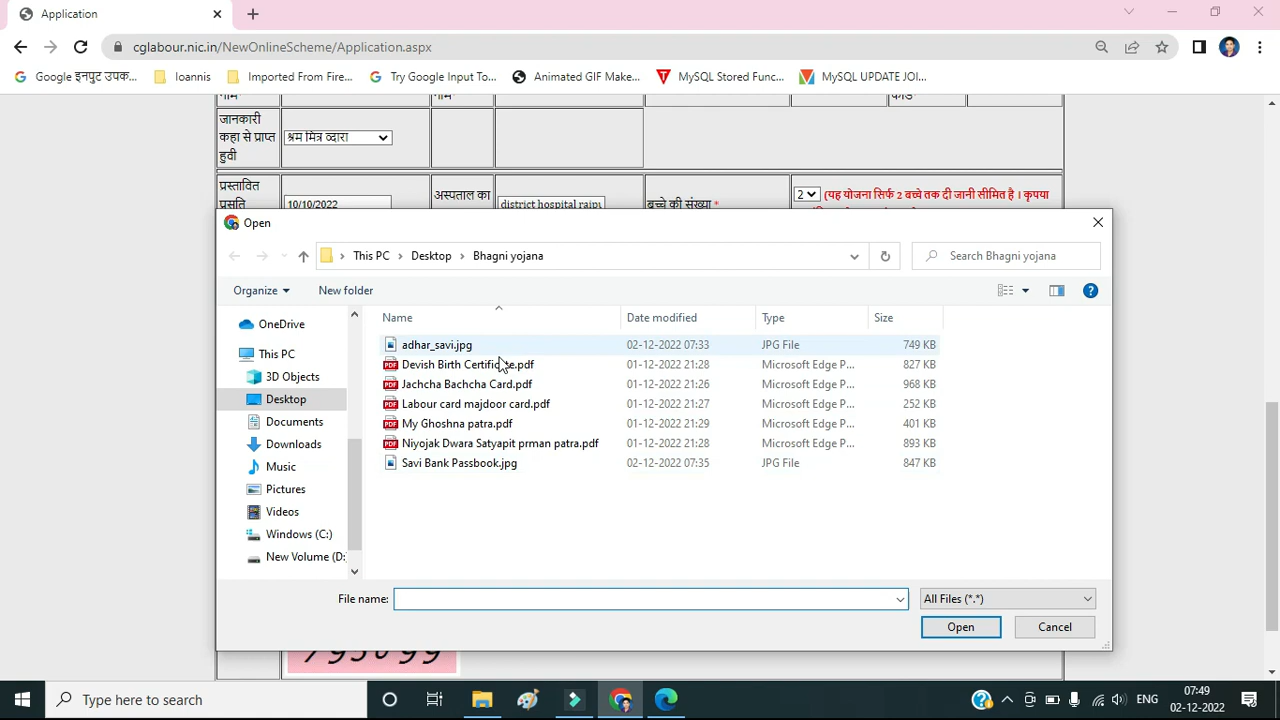 Application
cglabour.nic.in/NewOnlineScheme/Application.aspx
Google इनपुट उपक... Ioannis Imported From Fire... Try Google Input To... Animated GIF Make... MySQL Stored Func... MySQL UPDATE JOI...
जानकारी
कहा से प्राप्त
हुवी
श्रम मित्र व्दारा
प्रस्तावित
प्रसूति
10/10/2022
अस्पताल का
बच्चे की संख्या *
2 (यह योजना सिर्फ 2 बच्चे तक दी जानी सीमित है । कृपया
Open
This PC Desktop Bhagni yojana
Search Bhagni yojana
Organize New folder
OneDrive
This PC
3D Objects
Desktop
Documents
Downloads
Music
Pictures
Videos
Windows (C:)
New Volume (D:
Name Date modified Type Size
adhar_savi.jpg 02-12-2022 07:33 JPG File 749 KB
Devish Birth Certificate.pdf 01-12-2022 21:28 Microsoft Edge P... 827 KB
Jachcha Bachcha Card.pdf 01-12-2022 21:26 Microsoft Edge P... 968 KB
Labour card majdoor card.pdf 01-12-2022 21:27 Microsoft Edge P... 252 KB
My Ghoshna patra.pdf 01-12-2022 21:29 Microsoft Edge P... 401 KB
Niyojak Dwara Satyapit prman patra.pdf 01-12-2022 21:28 Microsoft Edge P... 893 KB
Savi Bank Passbook.jpg 02-12-2022 07:35 JPG File 847 KB
File name:
All Files (*.*)
Open Cancel
Type here to search
ENG
07:49
02-12-2022